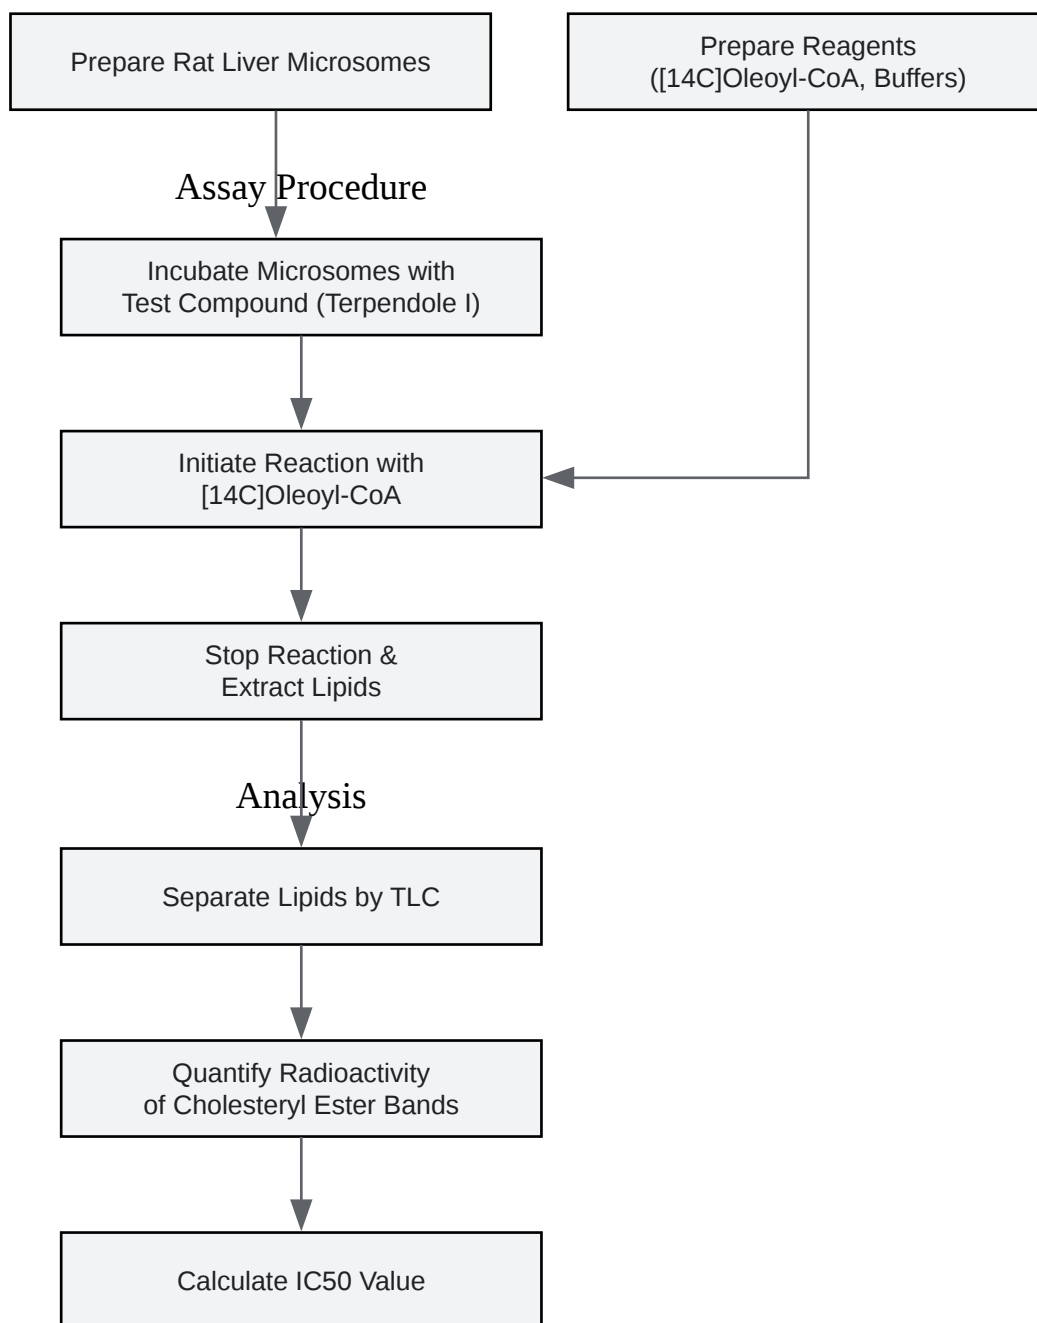 Prepare Rat Liver Microsomes
Prepare Reagents
([14C]Oleoyl-CoA, Buffers)
Assay Procedure
Incubate Microsomes with
Test Compound (Terpendole I)
Initiate Reaction with
[14C]Oleoyl-CoA
Stop Reaction &
Extract Lipids
Analysis
Separate Lipids by TLC
Quantify Radioactivity
of Cholesteryl Ester Bands
Calculate IC50 Value